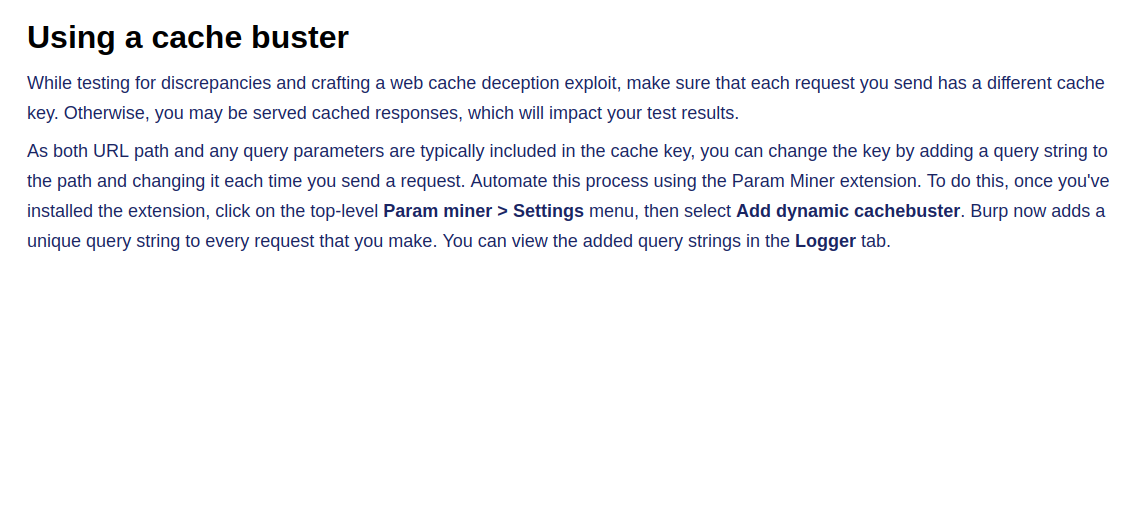 Using a cache buster
While testing for discrepancies and crafting a web cache deception exploit, make sure that each request you send has a different cache
key. Otherwise, you may be served cached responses, which will impact your test results.
As both URL path and any query parameters are typically included in the cache key, you can change the key by adding a query string to
the path and changing it each time you send a request. Automate this process using the Param Miner extension. To do this, once you've
installed the extension, click on the top-level Param miner > Settings menu, then select Add dynamic cachebuster. Burp now adds a
unique query string to every request that you make. You can view the added query strings in the Logger tab.